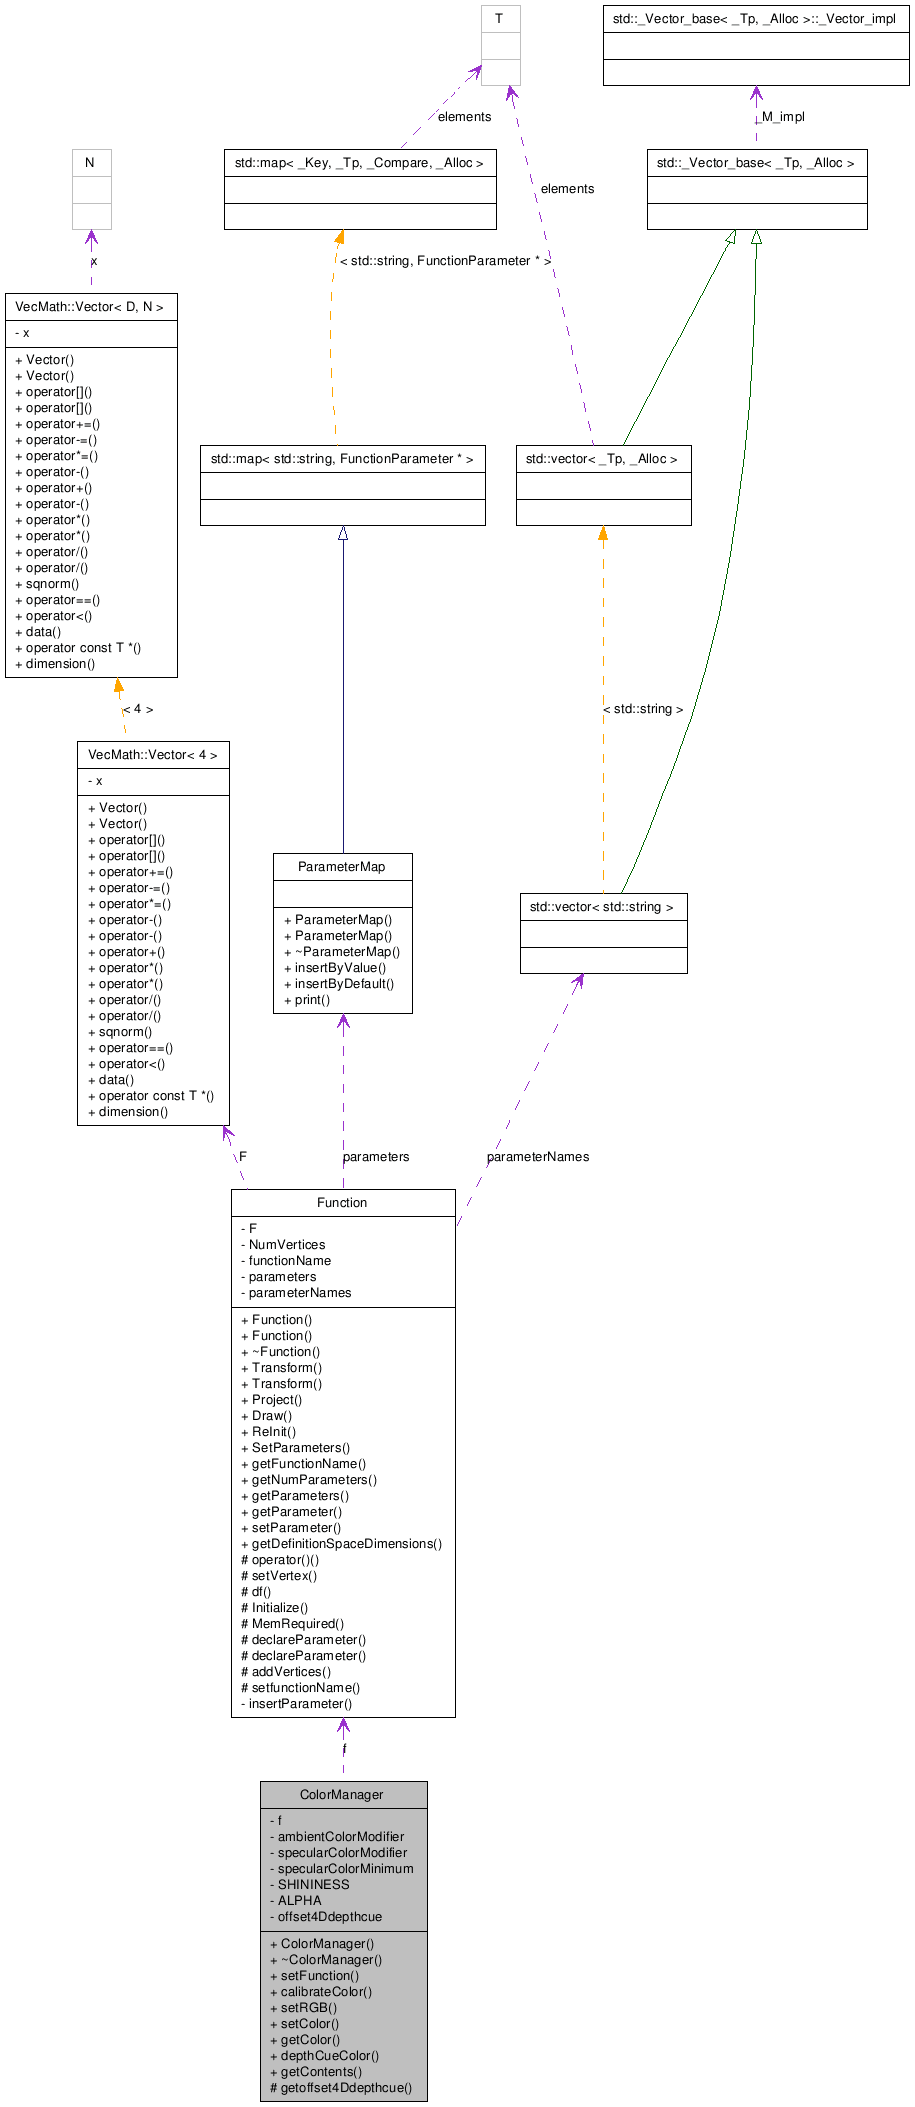 T
std::_Vector_base< _Tp, _Alloc >::_Vector_impl
elements
_M_impl
N
std::map< _Key, _Tp, _Compare, _Alloc >
std::_Vector_base< _Tp, _Alloc >
elements
x
< std::string, FunctionParameter * >
VecMath::Vector< D, N >
- x
+ Vector()
+ Vector()
+ operator[]()
+ operator[]()
+ operator+=()
+ operator-=()
+ operator*=()
+ operator-()
+ operator+()
+ operator-()
+ operator*()
+ operator*()
+ operator/()
+ operator/()
+ sqnorm()
+ operator==()
+ operator<()
+ data()
+ operator const T *()
+ dimension()
std::map< std::string, FunctionParameter * >
std::vector< _Tp, _Alloc >
< 4 >
< std::string >
VecMath::Vector< 4 >
- x
+ Vector()
+ Vector()
+ operator[]()
+ operator[]()
+ operator+=()
+ operator-=()
+ operator*=()
+ operator-()
+ operator-()
+ operator+()
+ operator*()
+ operator*()
+ operator/()
+ operator/()
+ sqnorm()
+ operator==()
+ operator<()
+ data()
+ operator const T *()
+ dimension()
ParameterMap
+ ParameterMap()
+ ParameterMap()
+ ~ParameterMap()
+ insertByValue()
+ insertByDefault()
+ print()
std::vector< std::string >
F
parameters
parameterNames
Function
- F
- NumVertices
- functionName
- parameters
- parameterNames
+ Function()
+ Function()
+ ~Function()
+ Transform()
+ Transform()
+ Project()
+ Draw()
+ ReInit()
+ SetParameters()
+ getFunctionName()
+ getNumParameters()
+ getParameters()
+ getParameter()
+ setParameter()
+ getDefinitionSpaceDimensions()
# operator()()
# setVertex()
# df()
# Initialize()
# MemRequired()
# declareParameter()
# declareParameter()
# addVertices()
# setfunctionName()
- insertParameter()
f
ColorManager
- f
- ambientColorModifier
- specularColorModifier
- specularColorMinimum
- SHININESS
- ALPHA
- offset4Ddepthcue
+ ColorManager()
+ ~ColorManager()
+ setFunction()
+ calibrateColor()
+ setRGB()
+ setColor()
+ getColor()
+ depthCueColor()
+ getContents()
# getoffset4Ddepthcue()